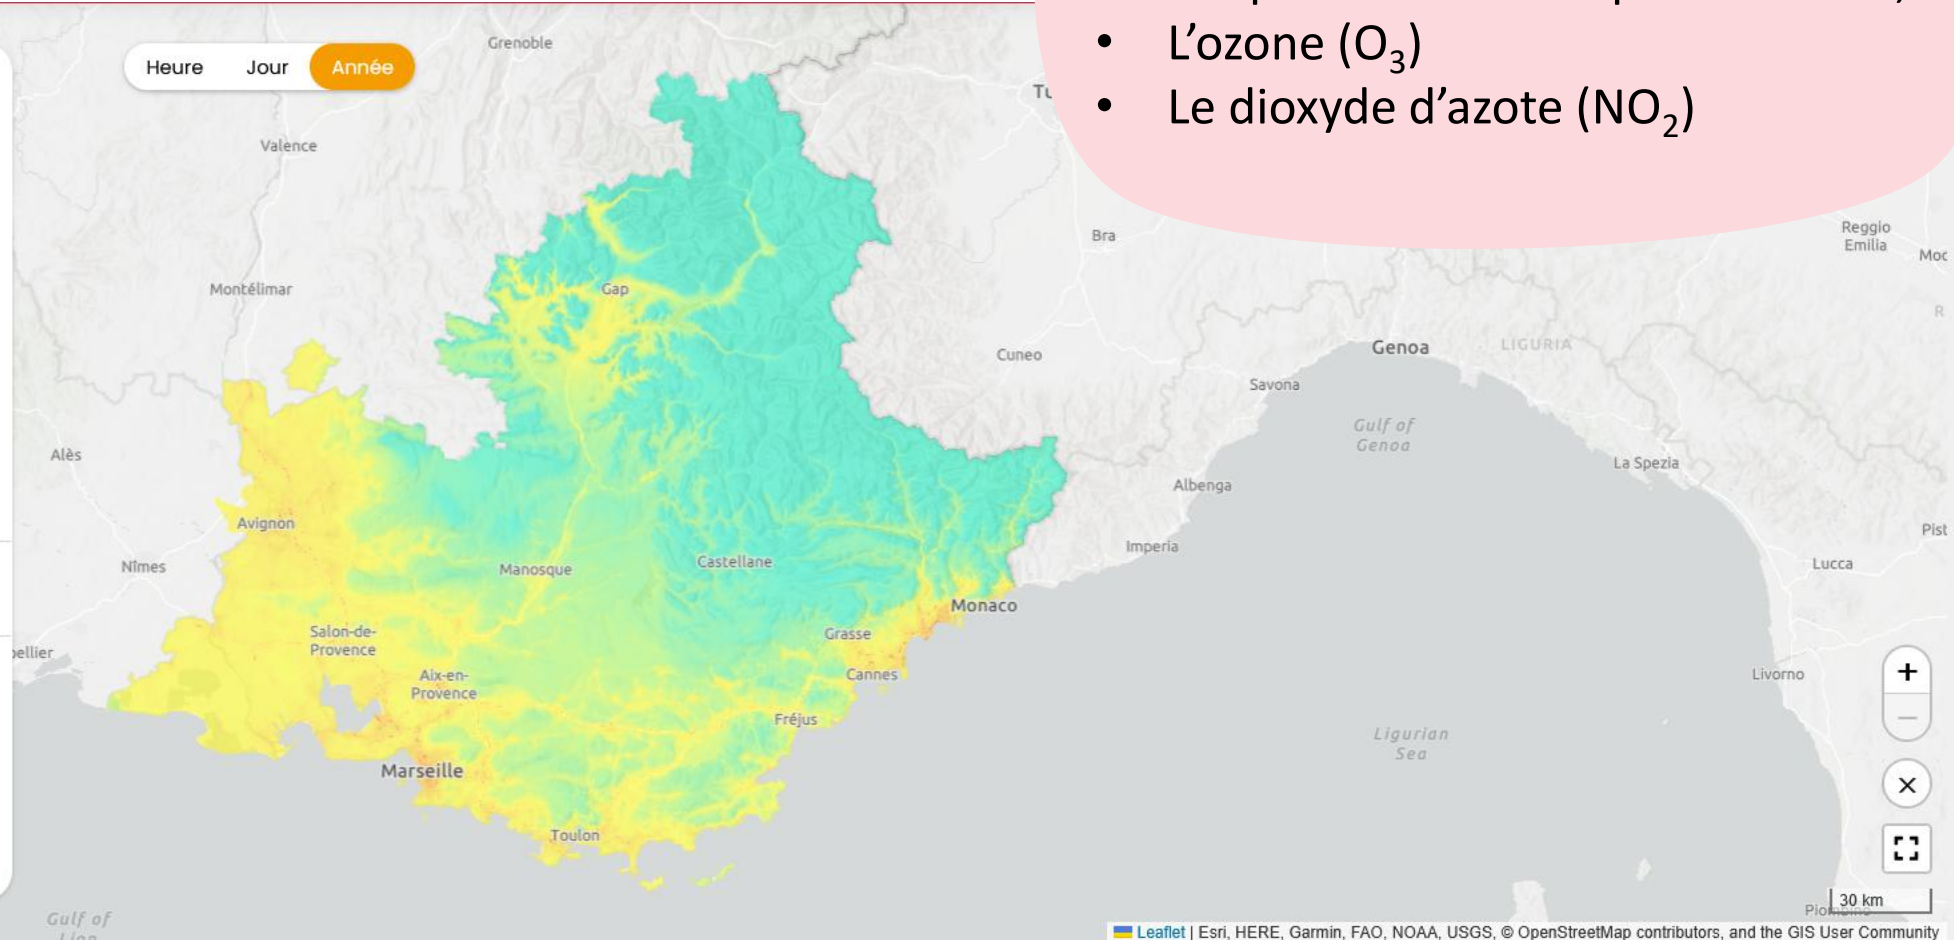 L'ozone (O₃)
Le dioxyde d'azote (NO₂)
Heure Jour Année
Grenoble
Valence
Montélimar
Gap
Bra
Reggio
Emilia
Cuneo
Genoa
LIGURIA
Savona
Gulf of
Genoa
La Spezia
Alès
Albenga
Avignon
Imperia
Nîmes
Manosque
Castellane
Lucca
Pist
Monaco
Salon-de-
Provence
Grasse
Aix-en-
Provence
Cannes
Livorno
Fréjus
Ligurian
Sea
Marseille
Toulon
+
−
×
30 km
Gulf of
Leaflet | Esri, HERE, Garmin, FAO, NOAA, USGS, © OpenStreetMap contributors, and the GIS User Community